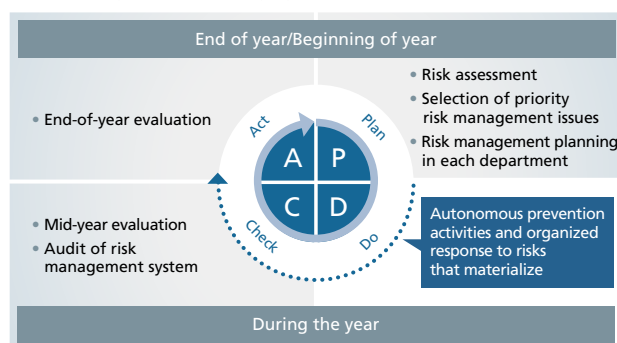 End of year/Beginning of year
• End-of-year evaluation
• Risk assessment
• Selection of priority
risk management issues
• Risk management planning
in each department
Act
Plan
A
P
C
D
Check
Do
• Mid-year evaluation
• Audit of risk
management system
Autonomous prevention
activities and organized
response to risks
that materialize
During the year